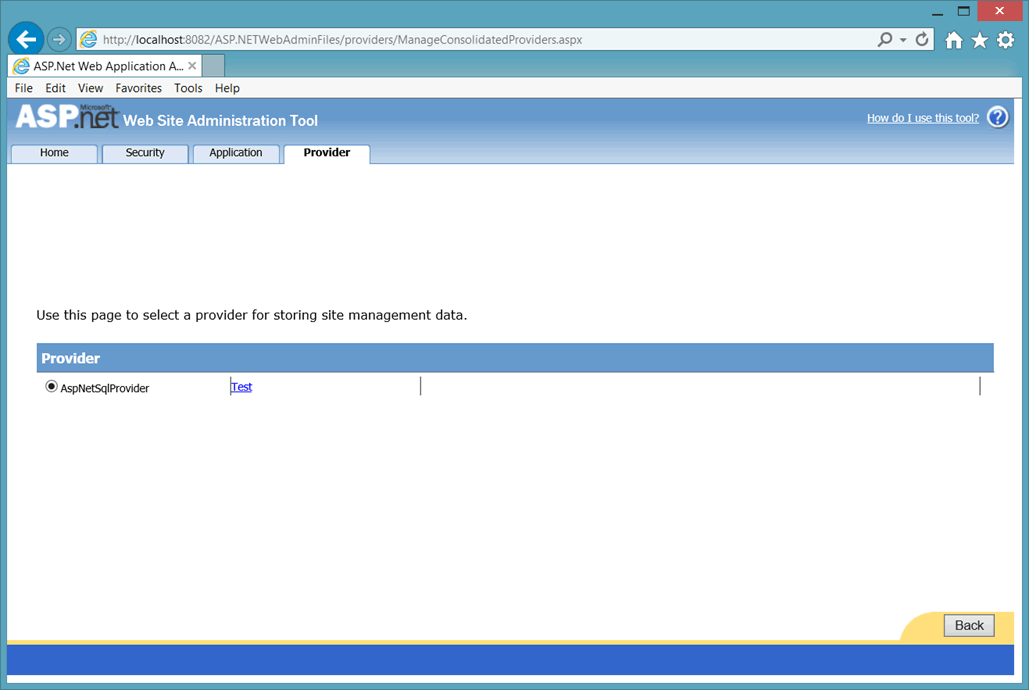 http://localhost:8082/ASP.NETWebAdminFiles/providers/ManageConsolidatedProviders.aspx
ASP.Net Web Application A...
File Edit View Favorites Tools Help
Microsoft
ASP.net Web Site Administration Tool
How do I use this tool? ?
Home Security Application Provider
Use this page to select a provider for storing site management data.
Provider
AspNetSqlProvider Test
Back